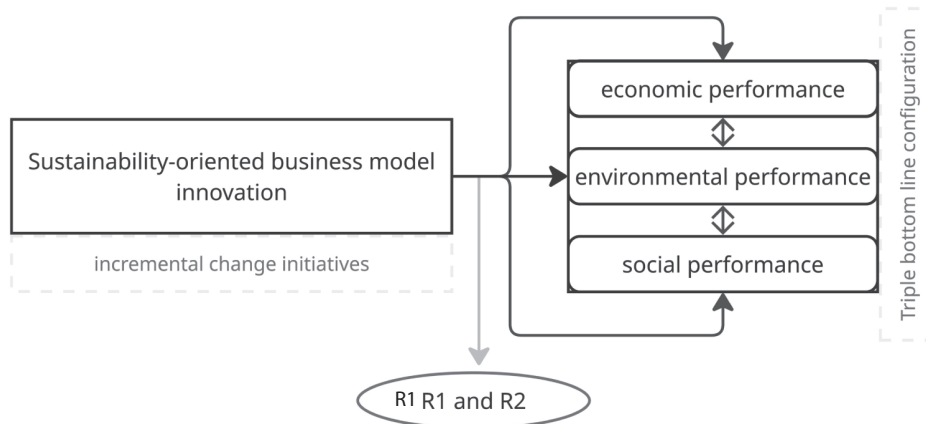 economic performance
Sustainability-oriented business model
innovation
environmental performance
incremental change initiatives
social performance
Triple bottom line configuration
R1 R1 and R2